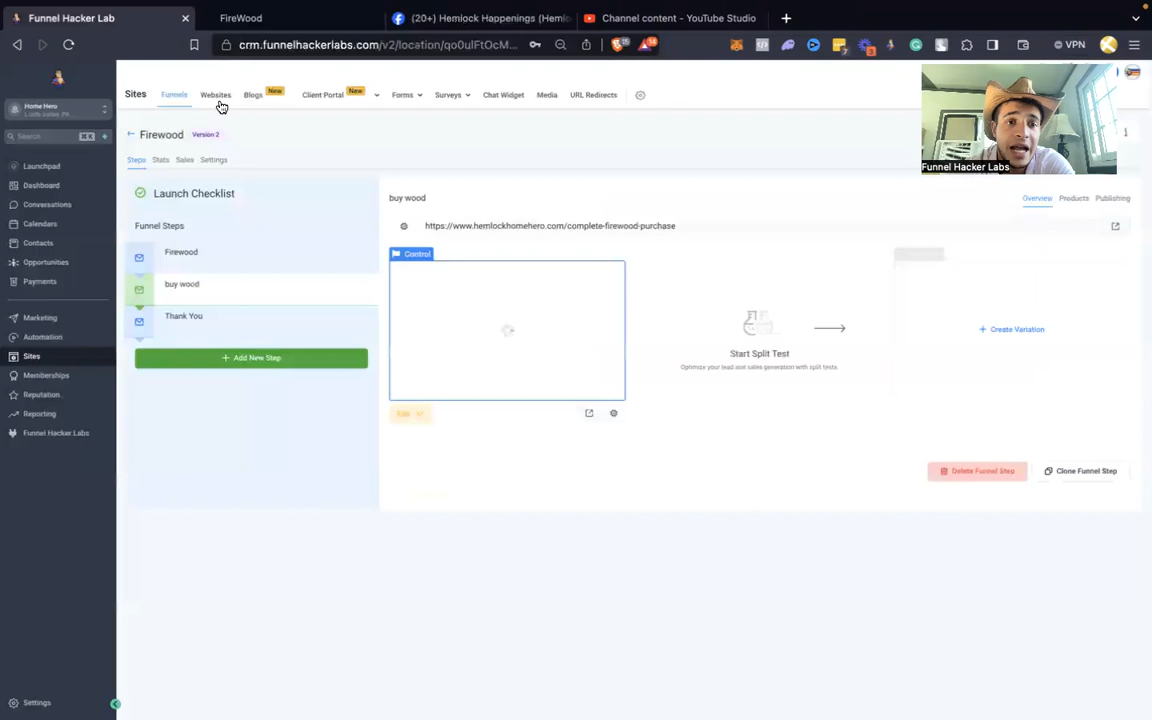 Funnel Hacker Lab
FireWood
(20+) Hemlock Happenings (Hemlo
Channel content - YouTube Studio
crm.funnelhackerlabs.com/v2/location/qo0ulFtOcM...
VPN
Sites
Funnels
Websites
Blogs
New
Client Portal
New
Forms
Surveys
Chat Widget
Media
URL Redirects
Home Hero
Search
⌘K
Firewood
Version 2
Steps
Stats
Sales
Settings
Launchpad
Dashboard
Conversations
Calendars
Contacts
Opportunities
Payments
Marketing
Automation
Sites
Memberships
Reputation
Reporting
Funnel Hacker Labs
Settings
Launch Checklist
Funnel Steps
Firewood
buy wood
Thank You
+ Add New Step
buy wood
Overview
Products
Publishing
https://www.hemlockhomehero.com/complete-firewood-purchase
Control
Start Split Test
Optimize your lead and sales generation with split tests.
+ Create Variation
Edit
Delete Funnel Step
Clone Funnel Step
Funnel Hacker Labs